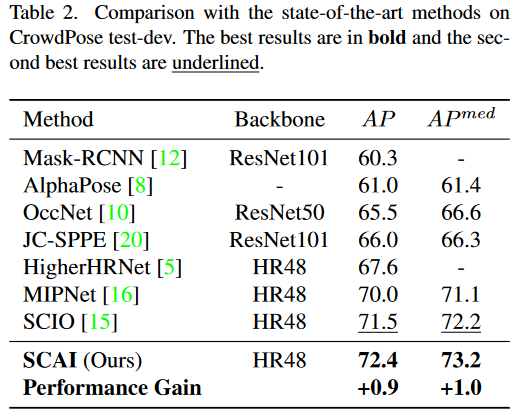 Table 2. Comparison with the state-of-the-art methods on
CrowdPose test-dev. The best results are in bold and the sec-
ond best results are underlined.
Method Backbone AP APmed
Mask-RCNN [12] ResNet101 60.3 -
AlphaPose [8] - 61.0 61.4
OccNet [10] ResNet50 65.5 66.6
JC-SPPE [20] ResNet101 66.0 66.3
HigherHRNet [5] HR48 67.6 -
MIPNet [16] HR48 70.0 71.1
SCIO [15] HR48 71.5 72.2
SCAI (Ours) HR48 72.4 73.2
Performance Gain +0.9 +1.0